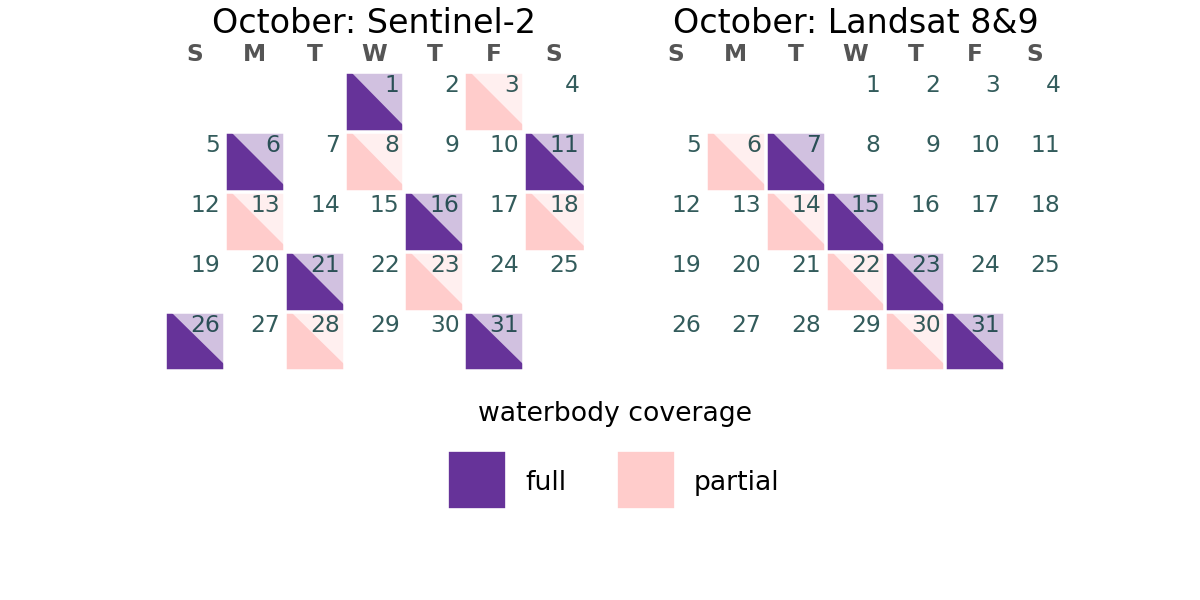 October: Sentinel-2
S M T W T F S
1 2 3 4
5 6 7 8 9 10 11
12 13 14 15 16 17 18
19 20 21 22 23 24 25
26 27 28 29 30 31
October: Landsat 8&9
S M T W T F S
1 2 3 4
5 6 7 8 9 10 11
12 13 14 15 16 17 18
19 20 21 22 23 24 25
26 27 28 29 30 31
waterbody coverage
full
partial